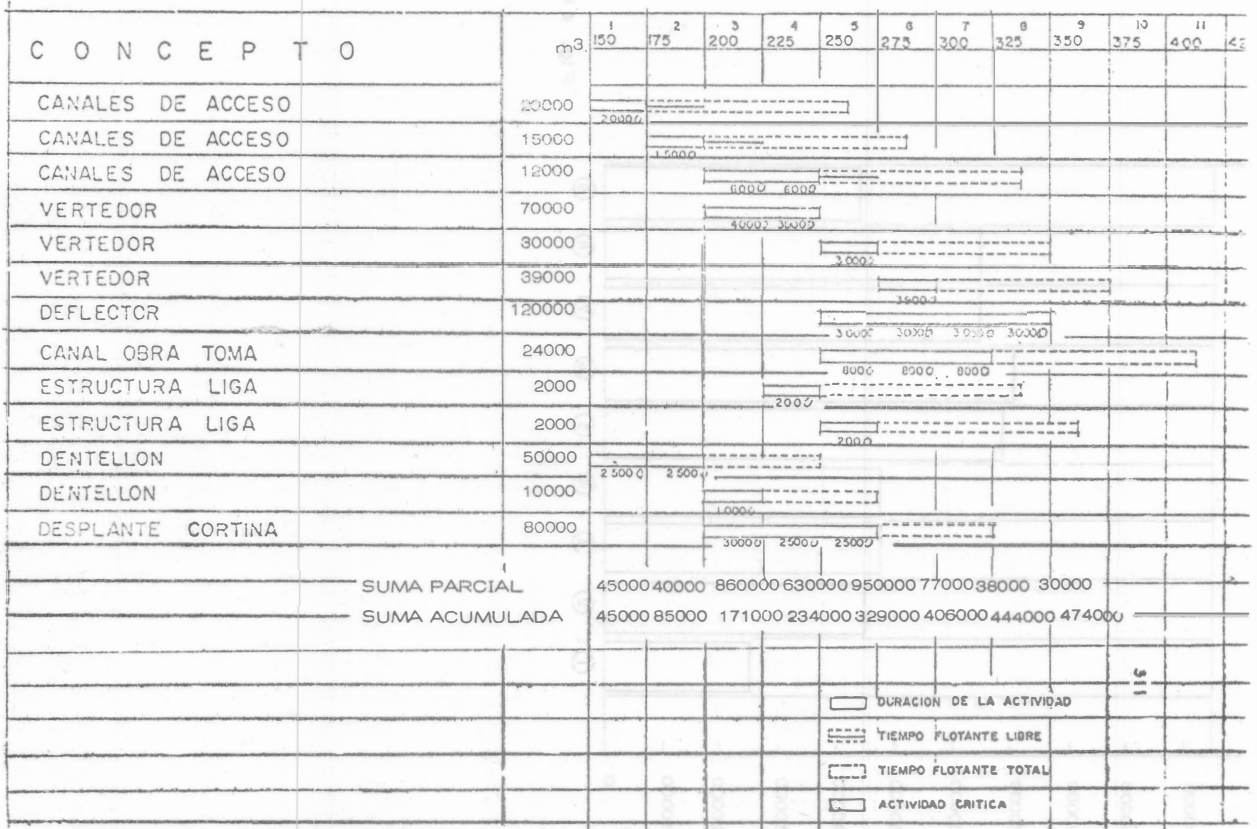 1 2 3 4 5 6 7 8 9 10 11
C O N C E P T O m3. 150 175 200 225 250 275 300 325 350 375 400
CANALES DE ACCESO 20000
20000
CANALES DE ACCESO 15000
15000
CANALES DE ACCESO 12000
6000 6000
VERTEDOR 70000
40000 30000
VERTEDOR 30000
30000
VERTEDOR 39000
39000
DEFLECTOR 120000
30000 30000 30000 30000
CANAL OBRA TOMA 24000
8000 8000 8000
ESTRUCTURA LIGA 2000
2000
ESTRUCTURA LIGA 2000
2000
DENTELLON 50000
25000 25000
DENTELLON 10000
10000
DESPLANTE CORTINA 80000
30000 25000 25000
SUMA PARCIAL 45000 40000 860000 630000 950000 77000 38000 30000
SUMA ACUMULADA 45000 85000 171000 234000 329000 406000 444000 474000
DURACION DE LA ACTIVIDAD
TIEMPO FLOTANTE LIBRE
TIEMPO FLOTANTE TOTAL
ACTIVIDAD CRITICA